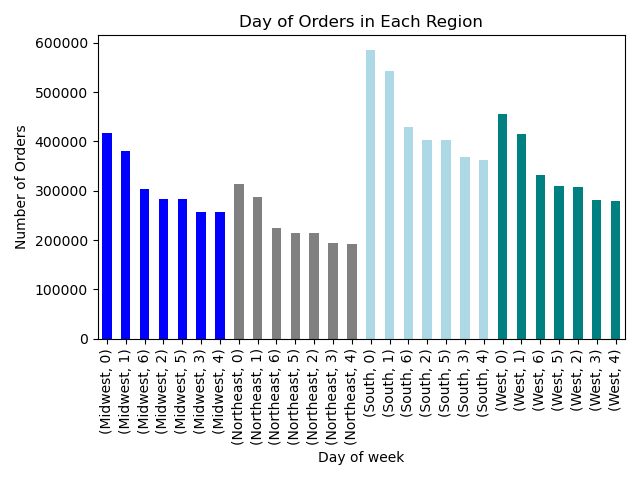 Day of Orders in Each Region
Number of Orders
600000
500000
400000
300000
200000
100000
0
(Midwest, 0)
(Midwest, 1)
(Midwest, 6)
(Midwest, 2)
(Midwest, 5)
(Midwest, 3)
(Midwest, 4)
(Northeast, 0)
(Northeast, 1)
(Northeast, 6)
(Northeast, 5)
(Northeast, 2)
(Northeast, 3)
(Northeast, 4)
(South, 0)
(South, 1)
(South, 6)
(South, 2)
(South, 5)
(South, 3)
(South, 4)
(West, 0)
(West, 1)
(West, 6)
(West, 5)
(West, 2)
(West, 3)
(West, 4)
Day of week